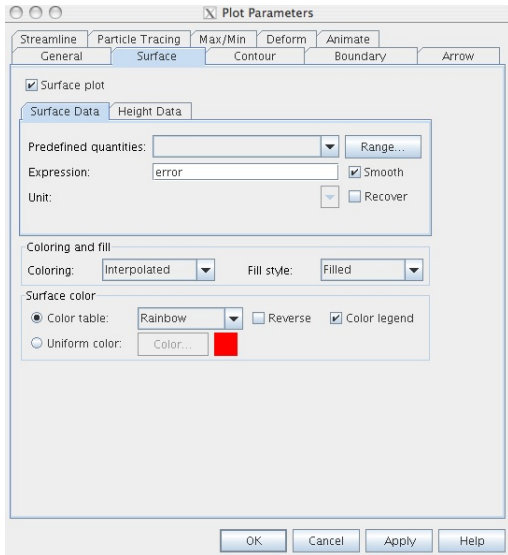 X Plot Parameters
Streamline Particle Tracing Max/Min Deform Animate
General Surface Contour Boundary Arrow
Surface plot
Surface Data Height Data
Predefined quantities: Range...
Expression: error Smooth
Unit: Recover
Coloring and fill
Coloring: Interpolated Fill style: Filled
Surface color
Color table: Rainbow Reverse Color legend
Uniform color: Color...
OK Cancel Apply Help